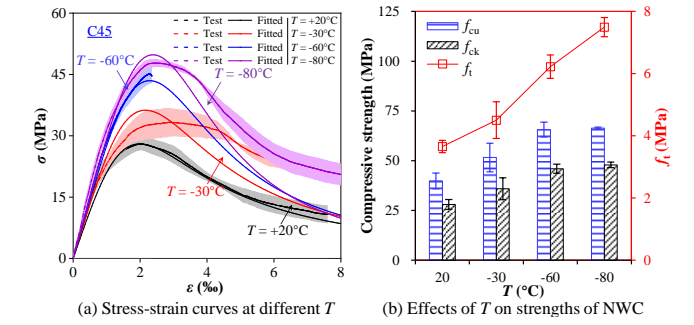 60
45
30
15
0
σ (MPa)
C45
Test Fitted T = +20°C
Test Fitted T = -30°C
Test Fitted T = -60°C
Test Fitted T = -80°C
T = -60°C
T = -80°C
T = -30°C
T = +20°C
0 2 4 6 8
ε (‰)
(a) Stress-strain curves at different T
125
100
75
50
25
0
Compressive strength (MPa)
fcu
fck
ft
8
6
4
2
0
ft (MPa)
20 -30 -60 -80
T (°C)
(b) Effects of T on strengths of NWC